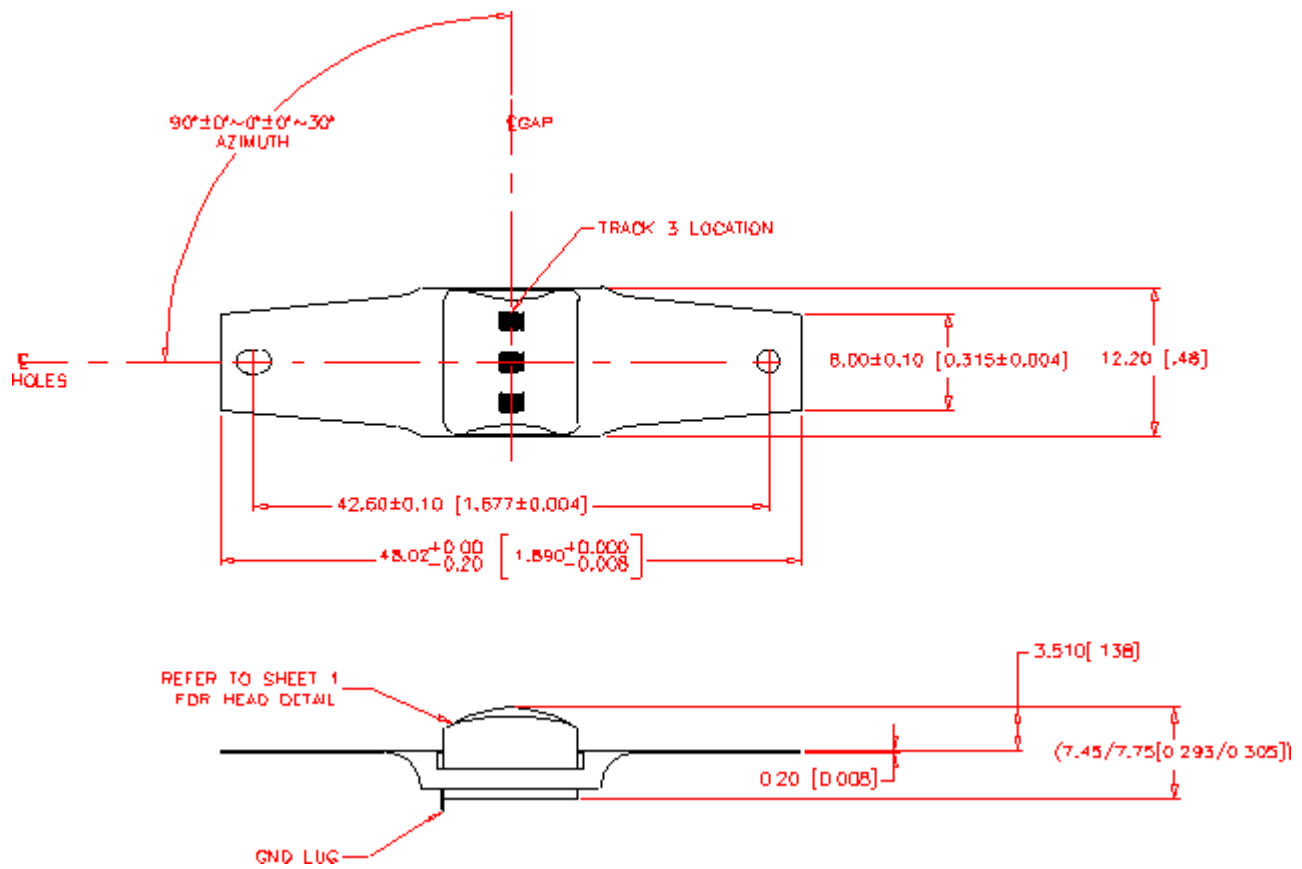 90°±0'~0°±0'~30"
AZIMUTH
℄GAP
TRACK 3 LOCATION
℄
HOLES
8.00±0.10 [0.315±0.004]
12.20 [.48]
42.60±0.10 [1.677±0.004]
48.02+0.00 -0.20 [1.890+0.000 -0.008]
3.510[.138]
REFER TO SHEET 1
FOR HEAD DETAIL
(7.45/7.75[0.293/0.305])
0.20 [0.008]
GND LUG